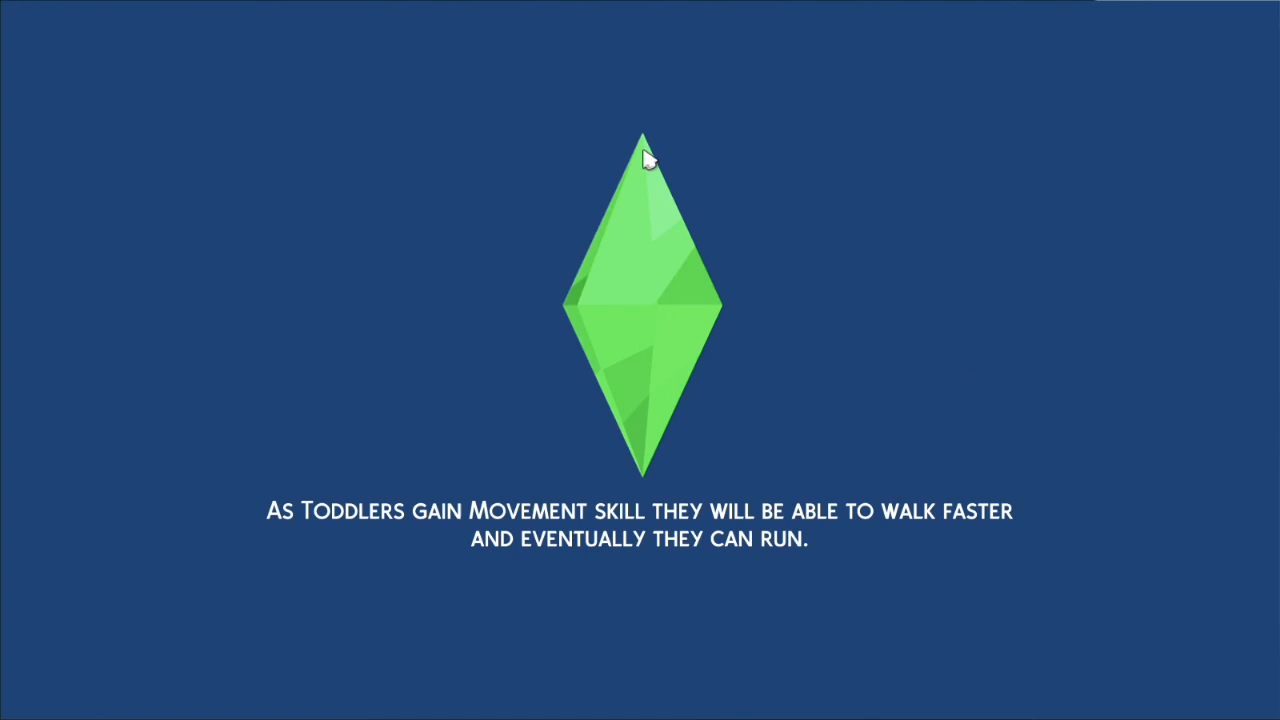 As Toddlers gain Movement skill they will be able to walk faster
and eventually they can run.